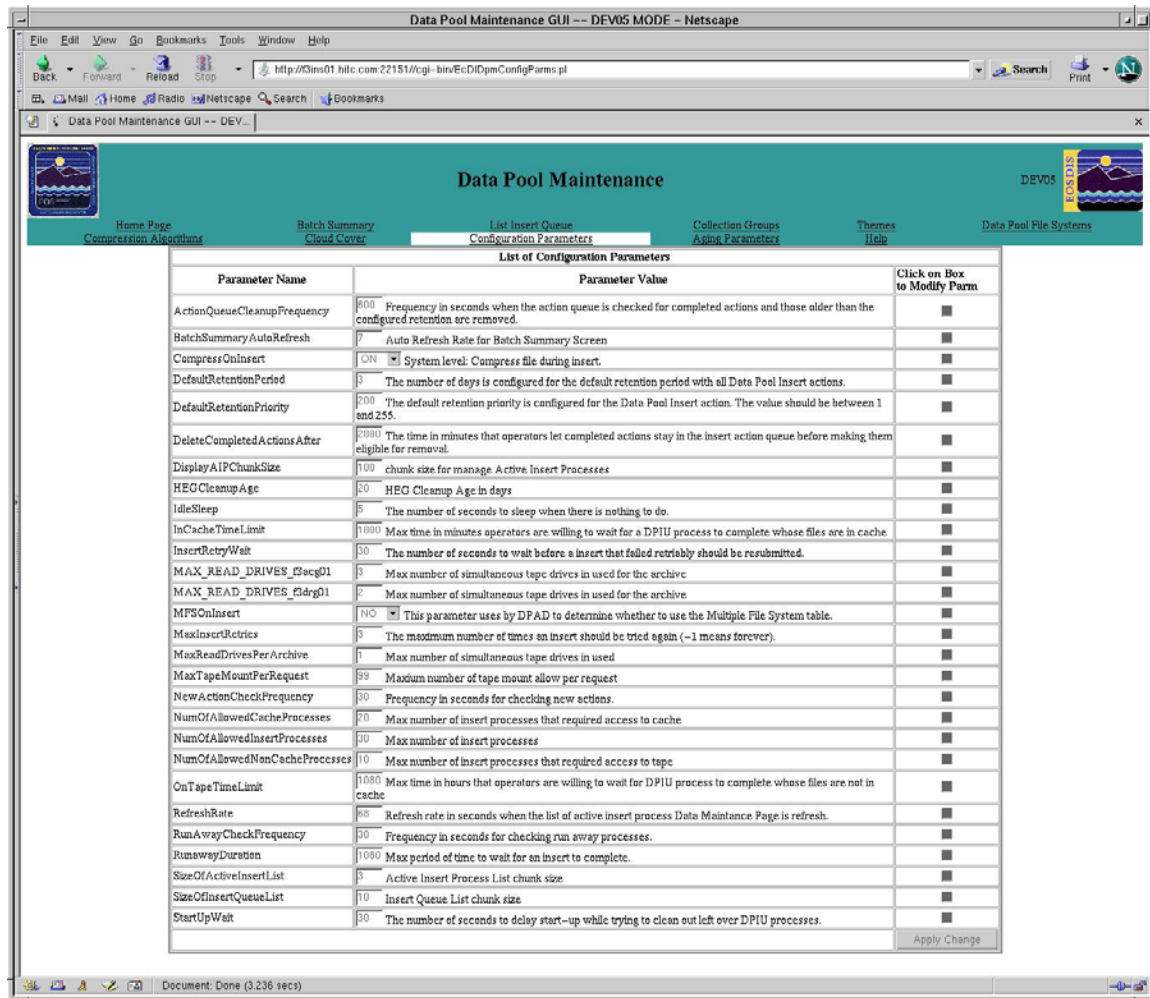 Data Pool Maintenance GUI -- DEV05 MODE - Netscape
File Edit View Go Bookmarks Tools Window Help
Back Forward Reload Stop http://f3ins01.hitc.com:22151//cgi-bin/EcDlDpmConfigParms.pl Search Print N
Mail Home Radio Netscape Search Bookmarks
Data Pool Maintenance GUI -- DEV...
EOS
Data Pool Maintenance
DEV05
EOSDIS
Home Page Batch Summary List Insert Queue Collection Groups Themes Data Pool File Systems
Compression Algorithms Cloud Cover Configuration Parameters Aging Parameters Help
List of Configuration Parameters
Parameter Name Parameter Value Click on Box
to Modify Parm
ActionQueueCleanupFrequency 600 Frequency in seconds when the action queue is checked for completed actions and those older than the
configured retention are removed.
BatchSummaryAutoRefresh 7 Auto Refresh Rate for Batch Summary Screen
CompressOnInsert ON System level: Compress file during insert.
DefaultRetentionPeriod 3 The number of days is configured for the default retention period with all Data Pool Insert actions.
DefaultRetentionPriority 200 The default retention priority is configured for the Data Pool Insert action. The value should be between 1
and 255.
DeleteCompletedActionsAfter 2880 The time in minutes that operators let completed actions stay in the insert action queue before making them
eligible for removal.
DisplayAIPChunkSize 100 chunk size for manage Active Insert Processes
HEGCleanupAge 20 HEG Cleanup Age in days
IdleSleep 5 The number of seconds to sleep when there is nothing to do.
InCacheTimeLimit 1800 Max time in minutes operators are willing to wait for a DPIU process to complete whose files are in cache
InsertRetryWait 30 The number of seconds to wait before a insert that failed retriably should be resubmitted.
MAX_READ_DRIVES_f3acg01 3 Max number of simultaneous tape drives in used for the archive
MAX_READ_DRIVES_f3drg01 2 Max number of simultaneous tape drives in used for the archive
MFSOnInsert NO This parameter uses by DPAD to determine whether to use the Multiple File System table.
MaxInsertRetries 3 The maximum number of times an insert should be tried again (-1 means forever).
MaxReadDrivesPerArchive 1 Max number of simultaneous tape drives in used
MaxTapeMountPerRequest 99 Maxium number of tape mount allow per request
NewActionCheckFrequency 30 Frequency in seconds for checking new actions.
NumOfAllowedCacheProcesses 20 Max number of insert processes that required access to cache
NumOfAllowedInsertProcesses 30 Max number of insert processes
NumOfAllowedNonCacheProcesses 10 Max number of insert processes that required access to tape
OnTapeTimeLimit 1080 Max time in hours that operators are willing to wait for DPIU process to complete whose files are not in
cache
RefreshRate 68 Refresh rate in seconds when the list of active insert process Data Maintance Page is refresh.
RunAwayCheckFrequency 30 Frequency in seconds for checking run away processes.
RunawayDuration 1080 Max period of time to wait for an insert to complete.
SizeOfActiveInsertList 3 Active Insert Process List chunk size
SizeOfInsertQueueList 10 Insert Queue List chunk size
StartUpWait 30 The number of seconds to delay start-up while trying to clean out left over DPIU processes.
Apply Change
Document: Done (3.236 secs)